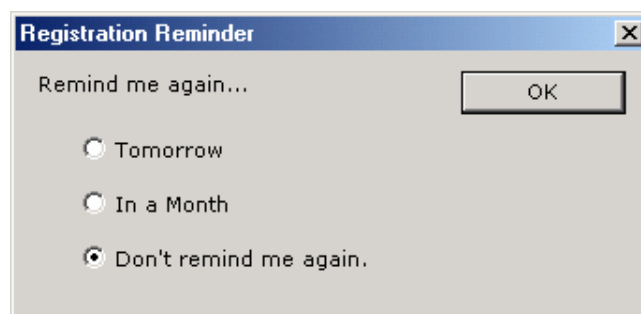 Registration Reminder
Remind me again...
OK
Tomorrow
In a Month
Don't remind me again.